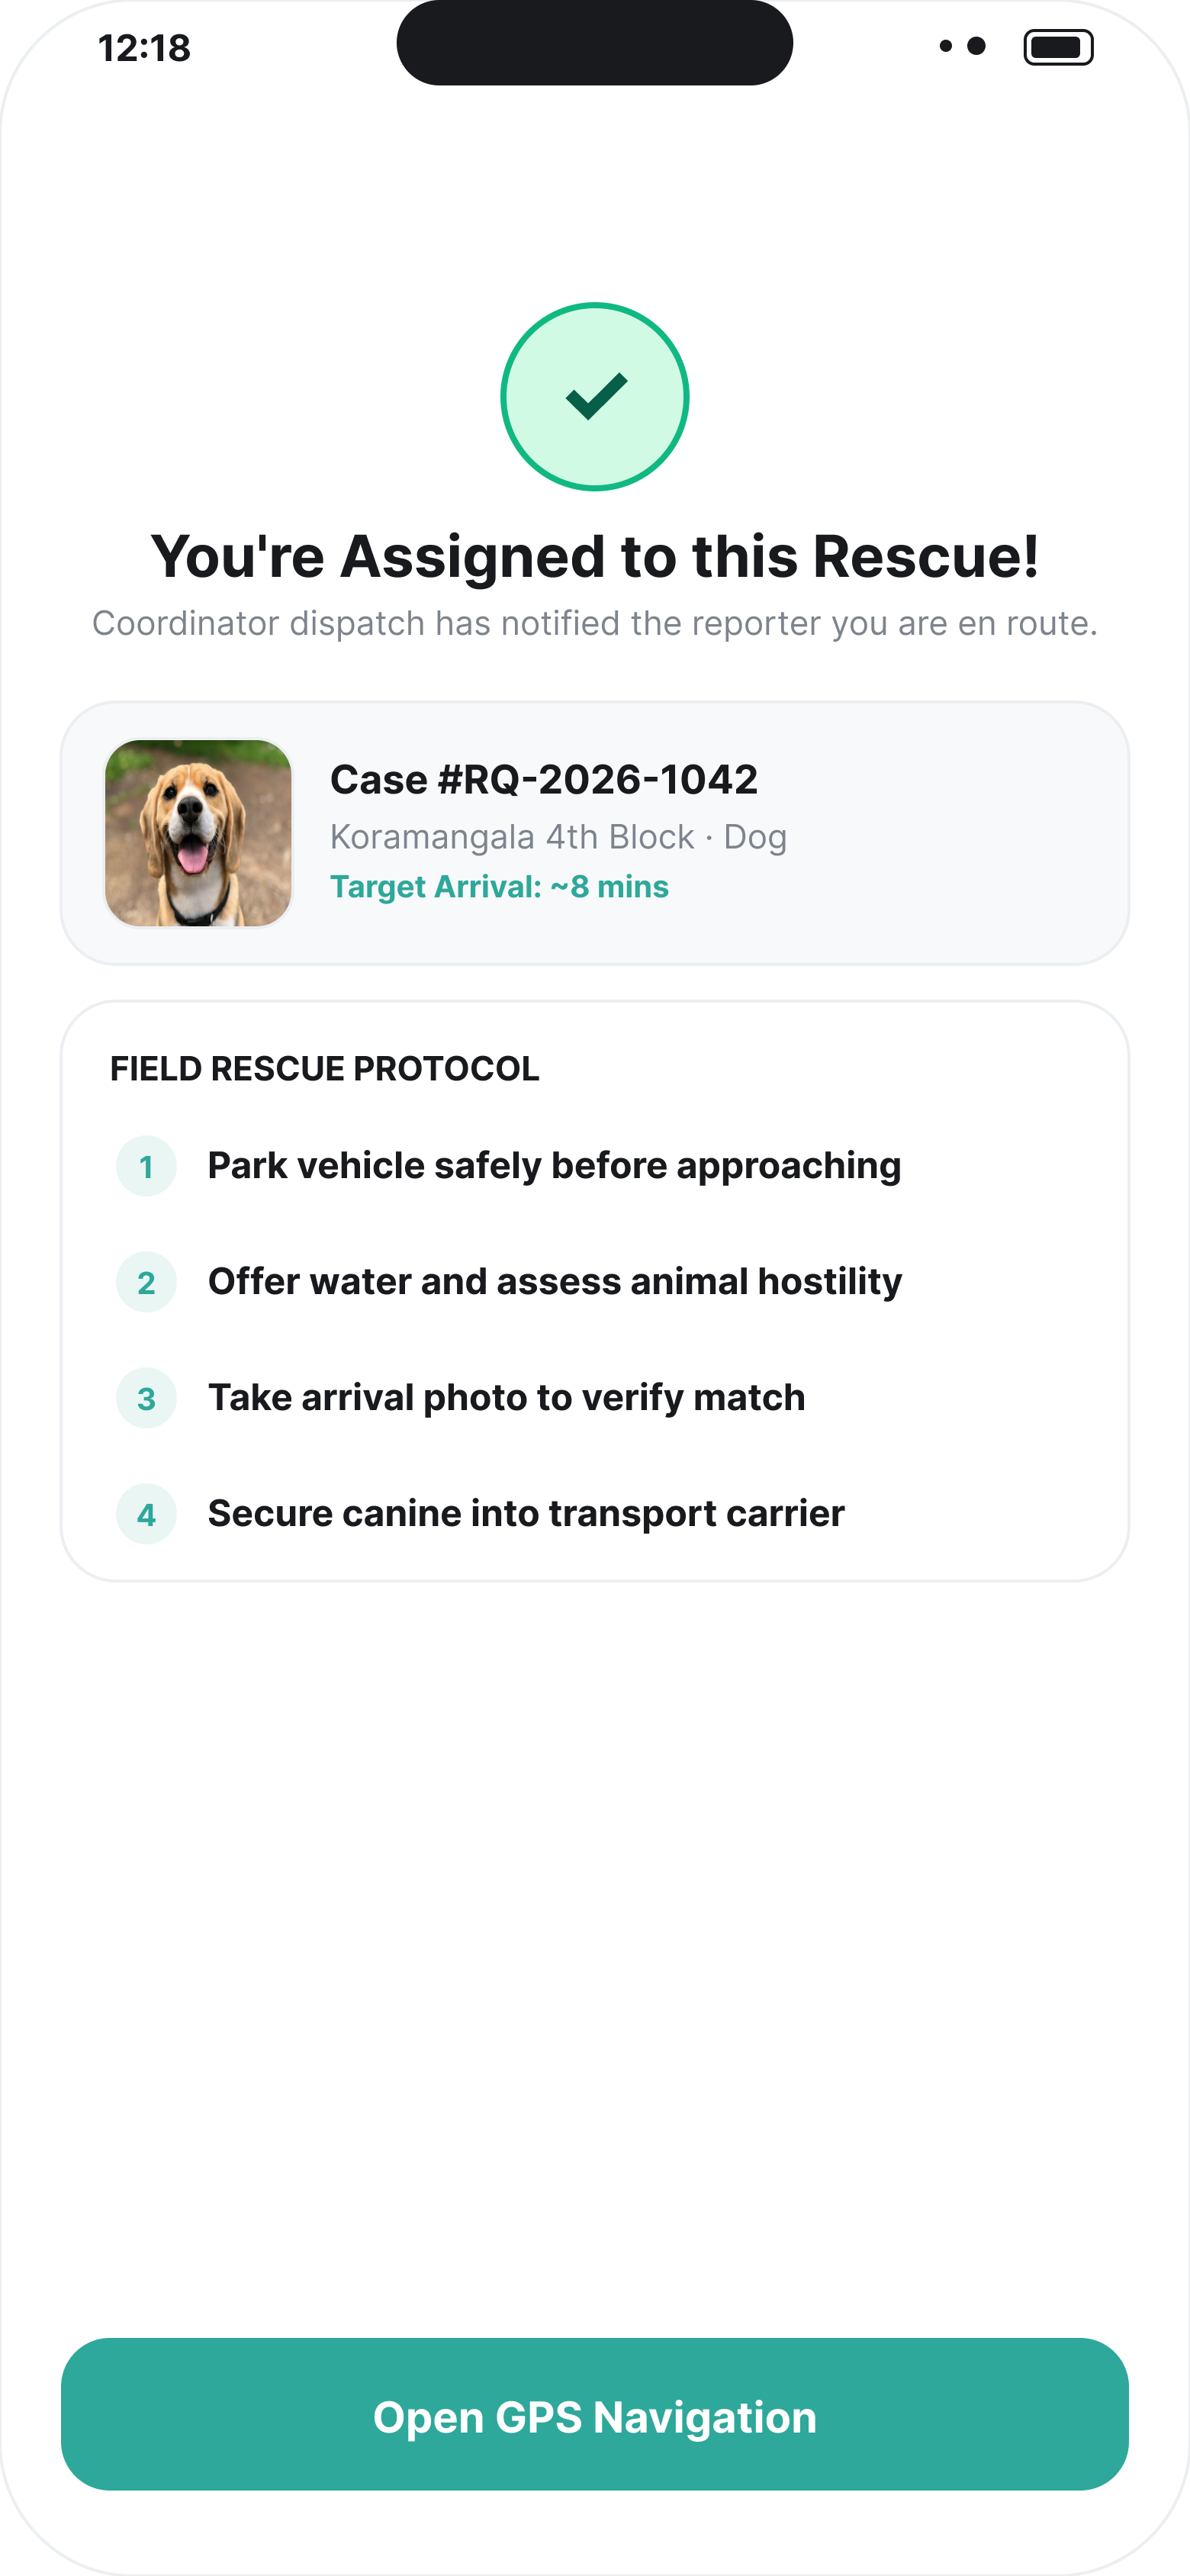 12:18
You're Assigned to this Rescue!
Coordinator dispatch has notified the reporter you are en route.
Case #RQ-2026-1042
Koramangala 4th Block · Dog
Target Arrival: ~8 mins
FIELD RESCUE PROTOCOL
1 Park vehicle safely before approaching
2 Offer water and assess animal hostility
3 Take arrival photo to verify match
4 Secure canine into transport carrier
Open GPS Navigation